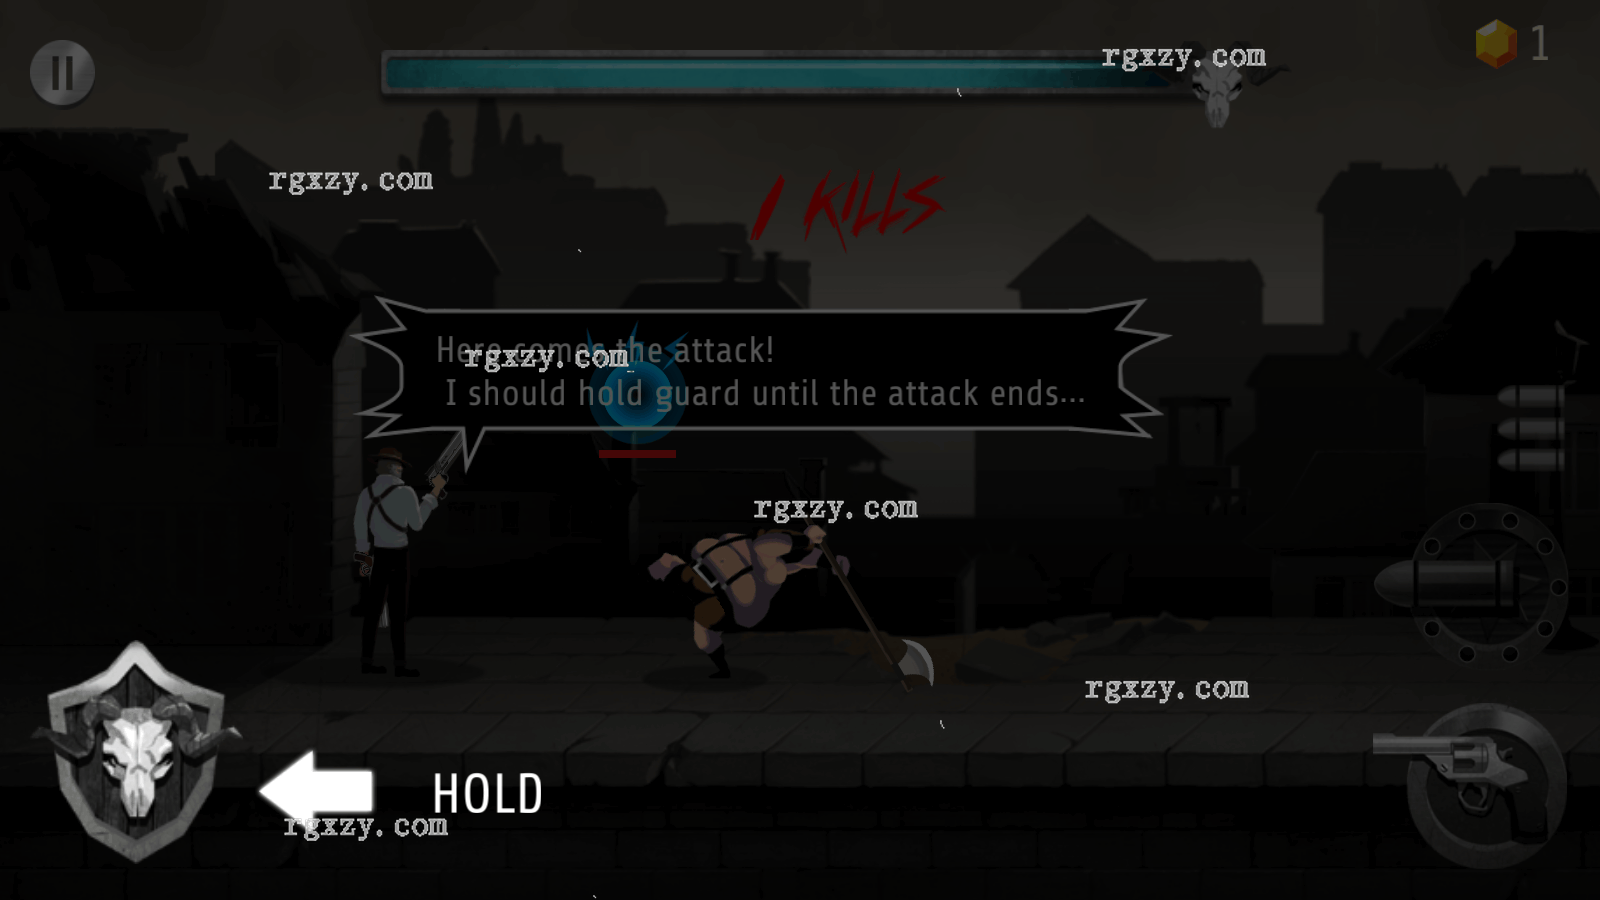 rgxzy.com
1
rgxzy.com
1 KILLS
Here comes the attack!
rgxzy.com
I should hold guard until the attack ends...
rgxzy.com
rgxzy.com
HOLD
rgxzy.com